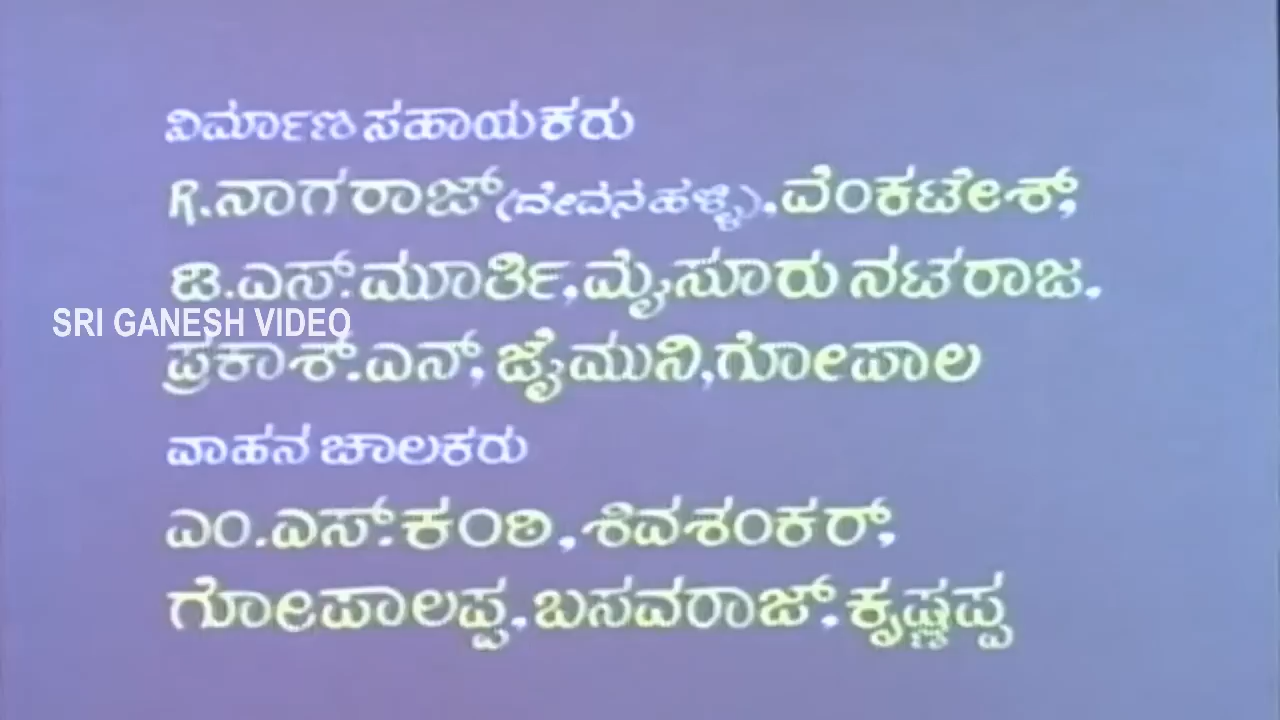 ನಿರ್ಮಾಣ ಸಹಾಯಕರು
R.ನಾಗರಾಜ್(ದೇವನಹಳ್ಳಿ),ವೆಂಕಟೇಶ್,
ಡಿ.ಎಸ್.ಮೂರ್ತಿ,ಮೈಸೂರು ನಟರಾಜ,
SRI GANESH VIDEO
ಪ್ರಕಾಶ್.ಎನ್, ಜೈಮುನಿ,ಗೋಪಾಲ
ವಾಹನ ಚಾಲಕರು
ಎಂ.ಎಸ್.ಕಂಠಿ,ಶಿವಶಂಕರ್,
ಗೋಪಾಲಪ್ಪ,ಬಸವರಾಜ್,ಕೃಷ್ಣಪ್ಪ